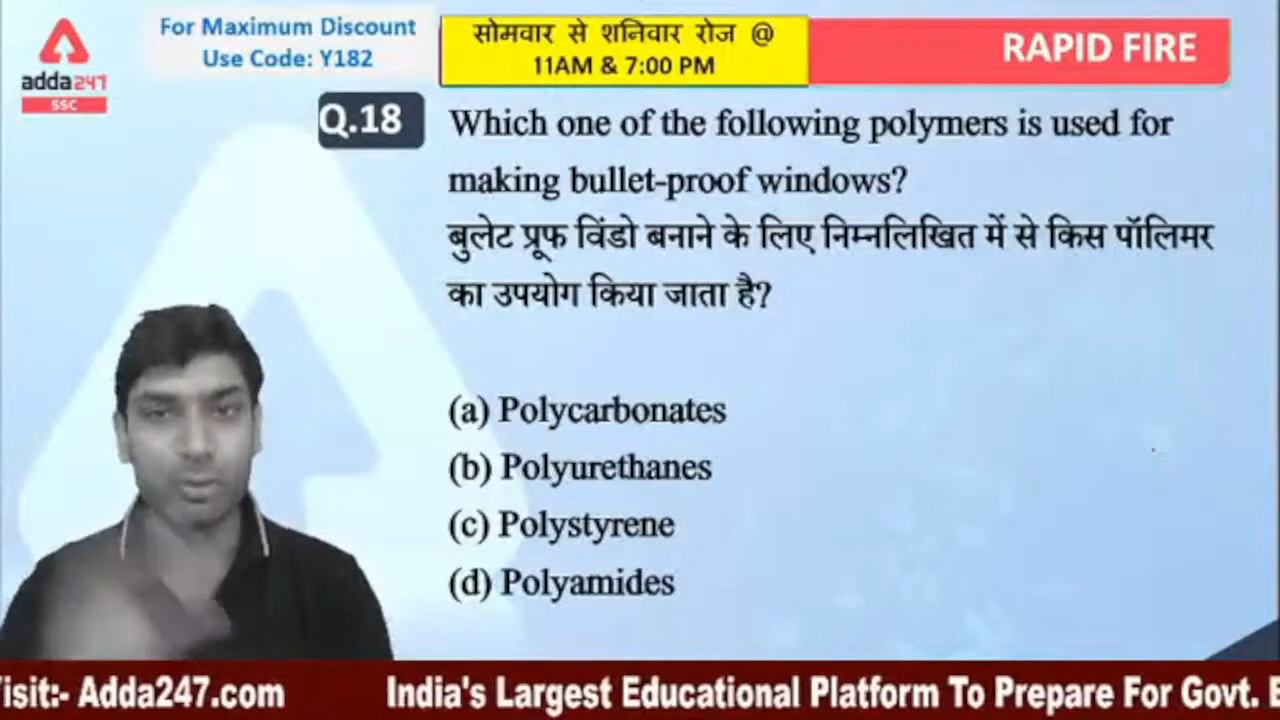 adda247
SSC
For Maximum Discount
Use Code: Y182
सोमवार से शनिवार रोज @
11AM & 7:00 PM
RAPID FIRE
Q.18
Which one of the following polymers is used for
making bullet-proof windows?
बुलेट प्रूफ विंडो बनाने के लिए निम्नलिखित में से किस पॉलिमर
का उपयोग किया जाता है?
(a) Polycarbonates
(b) Polyurethanes
(c) Polystyrene
(d) Polyamides
Adda247.com India's Largest Educational Platform To Prepare For Govt.